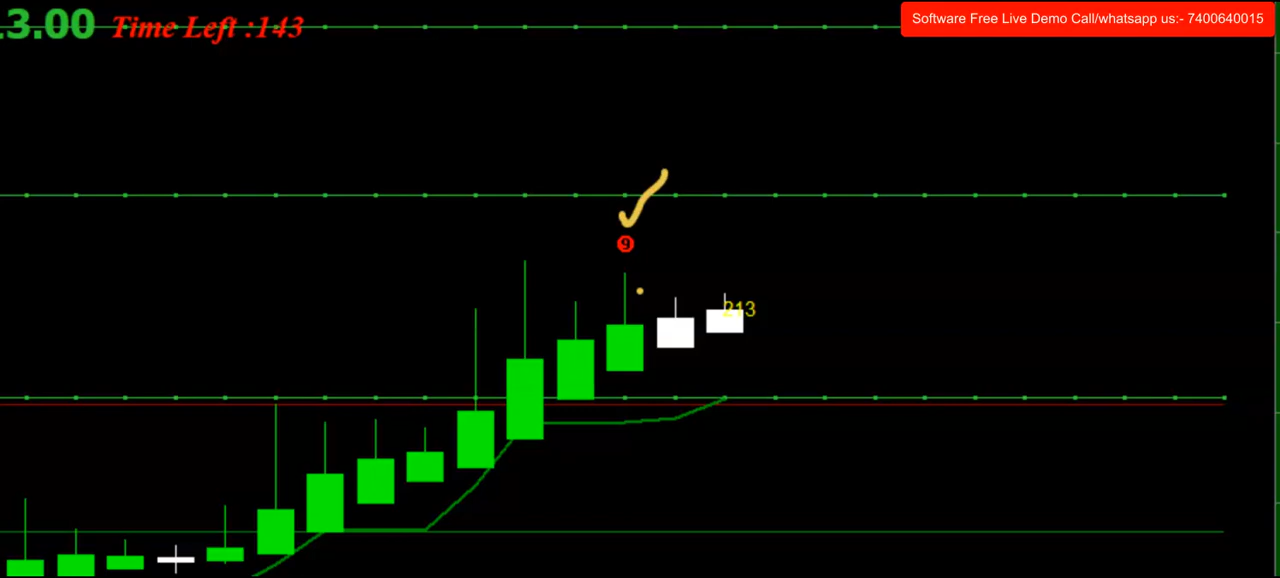 3.00 Time Left :143
Software Free Live Demo Call/whatsapp us:- 7400640015
9
213